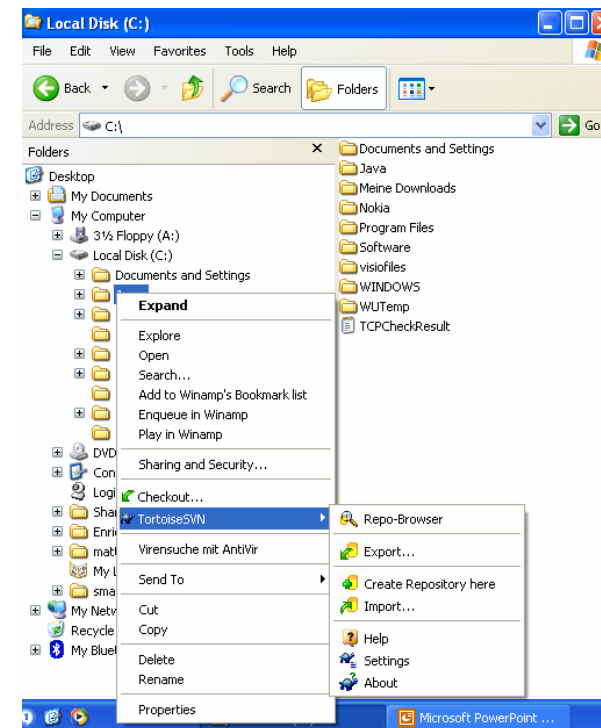 Local Disk (C:)
File Edit View Favorites Tools Help
Back Search Folders
Address C:\ Go
Folders
Desktop
My Documents
My Computer
3½ Floppy (A:)
Local Disk (C:)
Documents and Settings
Expand
Explore
Open
Search...
Add to Winamp's Bookmark list
Enqueue in Winamp
Play in Winamp
DVD
Sharing and Security...
Con
Logi
Checkout...
Sha
TortoiseSVN
Enri
Virensuche mit AntiVir
mat
My L
Send To
sma
My Netw
Cut
Recycle
Copy
My Bluet
Delete
Rename
Properties
Documents and Settings
Java
Meine Downloads
Nokia
Program Files
Software
visiofiles
WINDOWS
WUTemp
TCPCheckResult
Repo-Browser
Export...
Create Repository here
Import...
Help
Settings
About
Microsoft PowerPoint ...